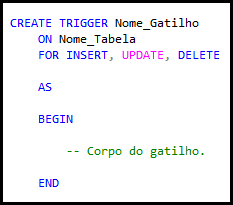 CREATE TRIGGER Nome_Gatilho
ON Nome_Tabela
FOR INSERT, UPDATE, DELETE
AS
BEGIN
-- Corpo do gatilho.
END